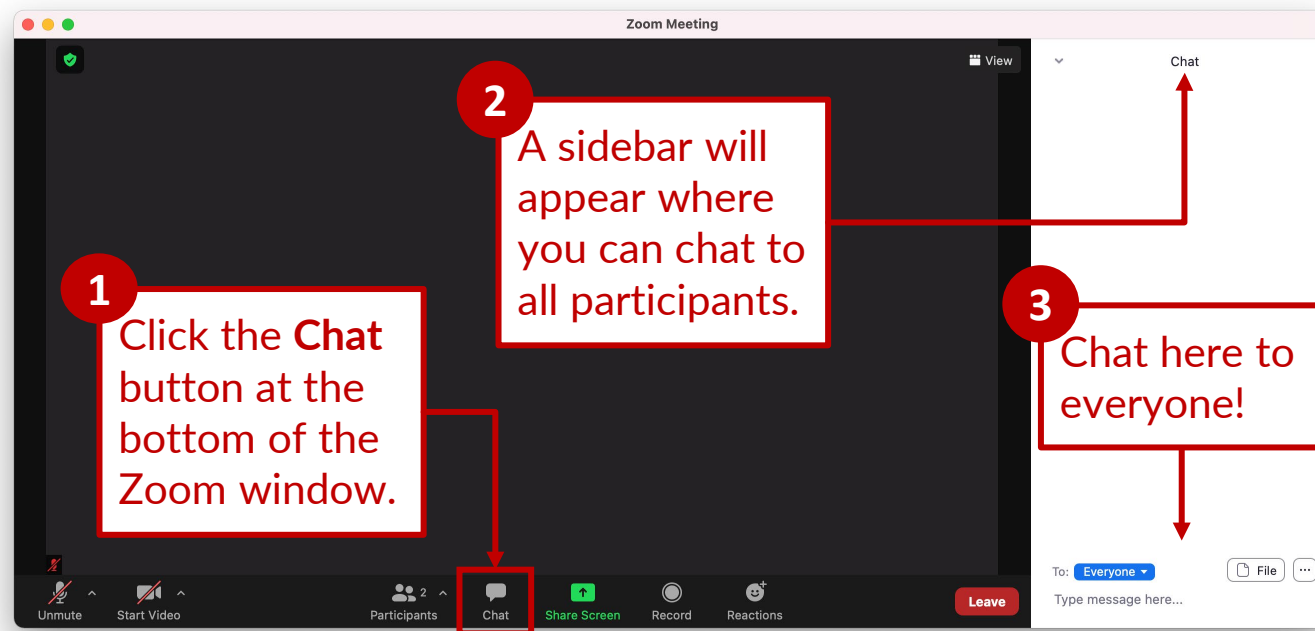 Zoom Meeting
View
Chat
2
A sidebar will
appear where
you can chat to
all participants.
1
Click the Chat
button at the
bottom of the
Zoom window.
3
Chat here to
everyone!
To: Everyone
File
Type message here...
Unmute
Start Video
2
Participants
Chat
Share Screen
Record
Reactions
Leave